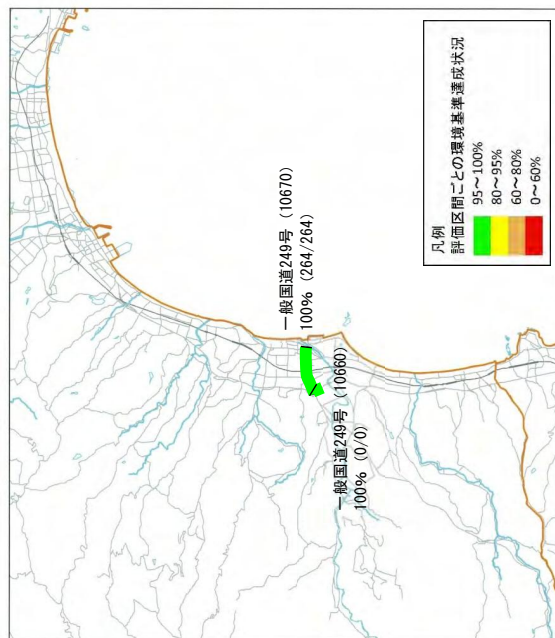 一般国道249号 (10670)
100% (264/264)
一般国道249号 (10660)
100% (0/0)
凡例
評価区間ごとの環境基準達成状況
95～100%
80～95%
60～80%
0～60%